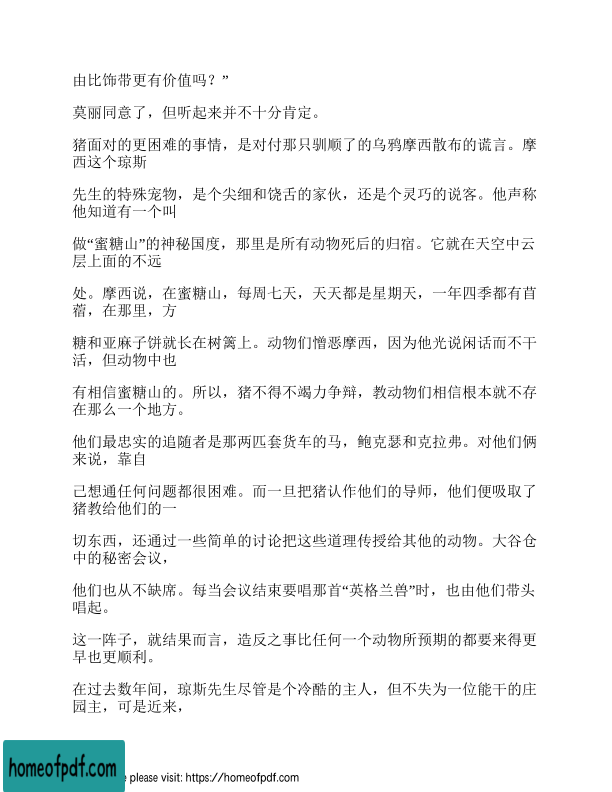 由比饰带更有价值吗？”
莫丽同意了，但听起来并不十分肯定。
猪面对的更困难的事情，是对付那只驯顺了的乌鸦摩西散布的谎言。摩
西这个琼斯
先生的特殊宠物，是个尖细和饶舌的家伙，还是个灵巧的说客。他声称
他知道有一个叫
做“蜜糖山”的神秘国度，那里是所有动物死后的归宿。它就在天空中云
层上面的不远
处。摩西说，在蜜糖山，每周七天，天天都是星期天，一年四季都有苜
蓿，在那里，方
糖和亚麻子饼就长在树篱上。动物们憎恶摩西，因为他光说闲话而不干
活，但动物中也
有相信蜜糖山的。所以，猪不得不竭力争辩，教动物们相信根本就不存
在那么一个地方。
他们最忠实的追随者是那两匹套货车的马，鲍克瑟和克拉弗。对他们俩
来说，靠自
己想通任何问题都很困难。而一旦把猪认作他们的导师，他们便吸取了
猪教给他们的一
切东西，还通过一些简单的讨论把这些道理传授给其他的动物。大谷仓
中的秘密会议，
他们也从不缺席。每当会议结束要唱那首“英格兰兽”时，也由他们带头
唱起。
这一阵子，就结果而言，造反之事比任何一个动物所预期的都要来得更
早也更顺利。
在过去数年间，琼斯先生尽管是个冷酷的主人，但不失为一位能干的庄
园主，可是近来，
homeofpdf.com
e please visit: https://homeofpdf.com